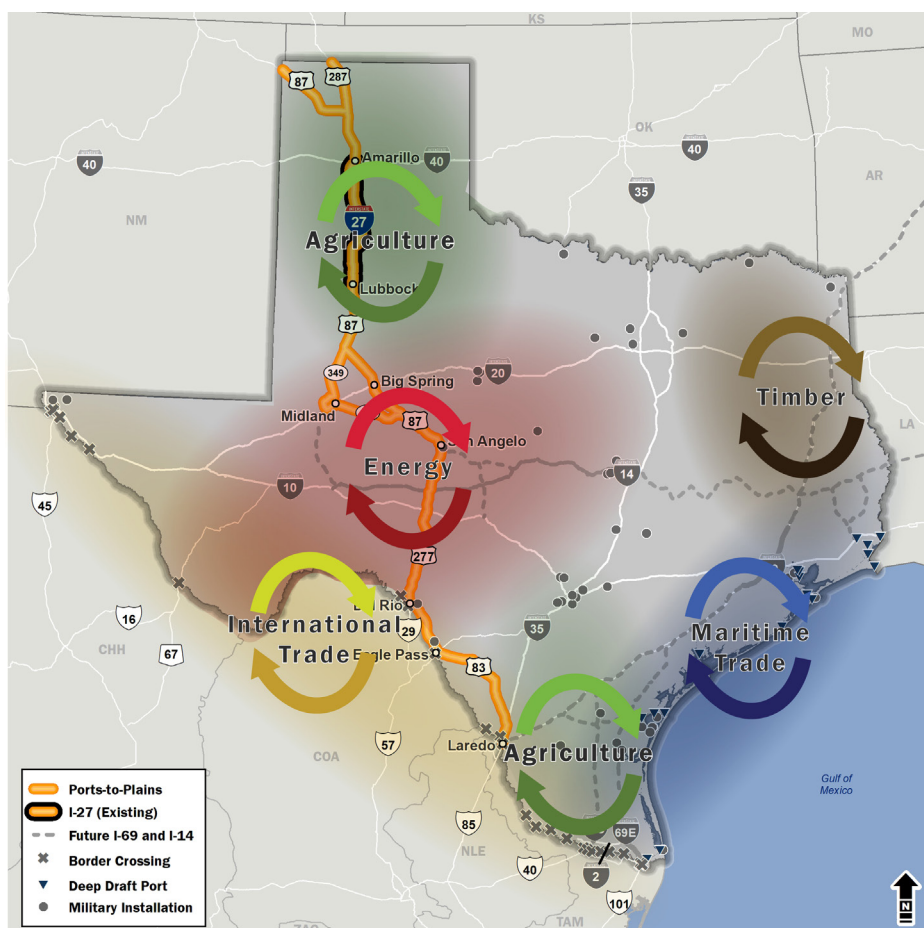 KS
MO
87
287
OK
40
Amarillo
40
40
35
AR
NM
INTERSTATE
27
Agriculture
Lubbock
87
349
20
Big Spring
Midland
87
Timber
San Angelo
LA
Energy
14
10
45
277
Del Rio
16
International
Trade
29
35
Maritime
Trade
CHH
67
Eagle Pass
83
COA
57
Laredo
Agriculture
Gulf of
Mexico
85
NLE
69E
40
2
101
TAM
ZAC
Ports-to-Plains
I-27 (Existing)
Future I-69 and I-14
Border Crossing
Deep Draft Port
Military Installation
N